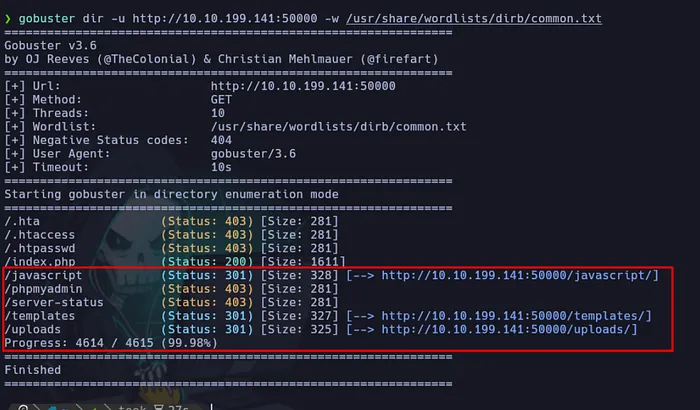 ❯ gobuster dir -u http://10.10.199.141:50000 -w /usr/share/wordlists/dirb/common.txt
===============================================================
Gobuster v3.6
by OJ Reeves (@TheColonial) & Christian Mehlmauer (@firefart)
===============================================================
[+] Url:                     http://10.10.199.141:50000
[+] Method:                  GET
[+] Threads:                 10
[+] Wordlist:                /usr/share/wordlists/dirb/common.txt
[+] Negative Status codes:   404
[+] User Agent:              gobuster/3.6
[+] Timeout:                 10s
===============================================================
Starting gobuster in directory enumeration mode
===============================================================
/.hta                 (Status: 403) [Size: 281]
/.htaccess            (Status: 403) [Size: 281]
/.htpasswd            (Status: 403) [Size: 281]
/index.php            (Status: 200) [Size: 1611]
/javascript           (Status: 301) [Size: 328] [--> http://10.10.199.141:50000/javascript/]
/phpmyadmin           (Status: 403) [Size: 281]
/server-status        (Status: 403) [Size: 281]
/templates            (Status: 301) [Size: 327] [--> http://10.10.199.141:50000/templates/]
/uploads              (Status: 301) [Size: 325] [--> http://10.10.199.141:50000/uploads/]
Progress: 4614 / 4615 (99.98%)
===============================================================
Finished
===============================================================